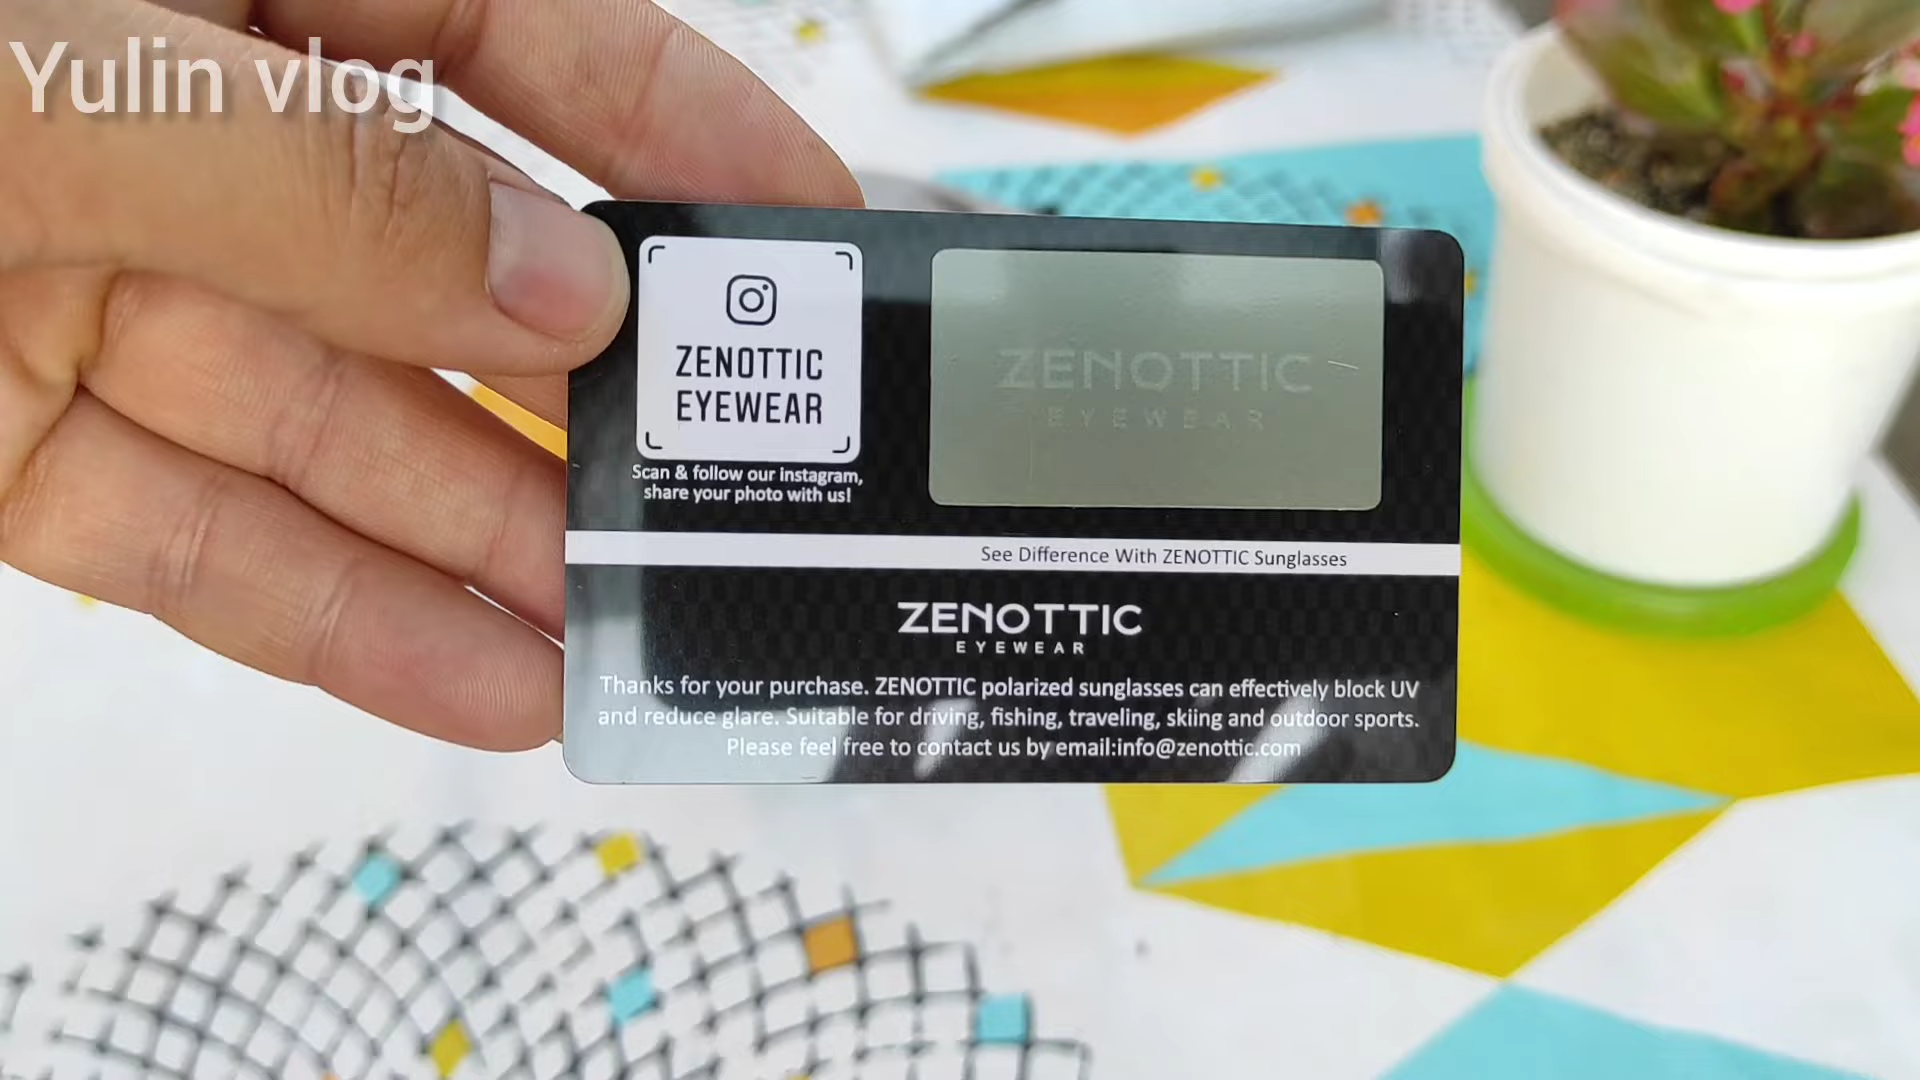 Yulin vlog
ZENOTTIC
EYEWEAR
Scan & follow our instagram,
share your photo with us!
ZENOTTIC
EYEWEAR
See Difference With ZENOTTIC Sunglasses
ZENOTTIC
EYEWEAR
Thanks for your purchase. ZENOTTIC polarized sunglasses can effectively block UV
and reduce glare. Suitable for driving, fishing, traveling, skiing and outdoor sports.
Please feel free to contact us by email:info@zenottic.com